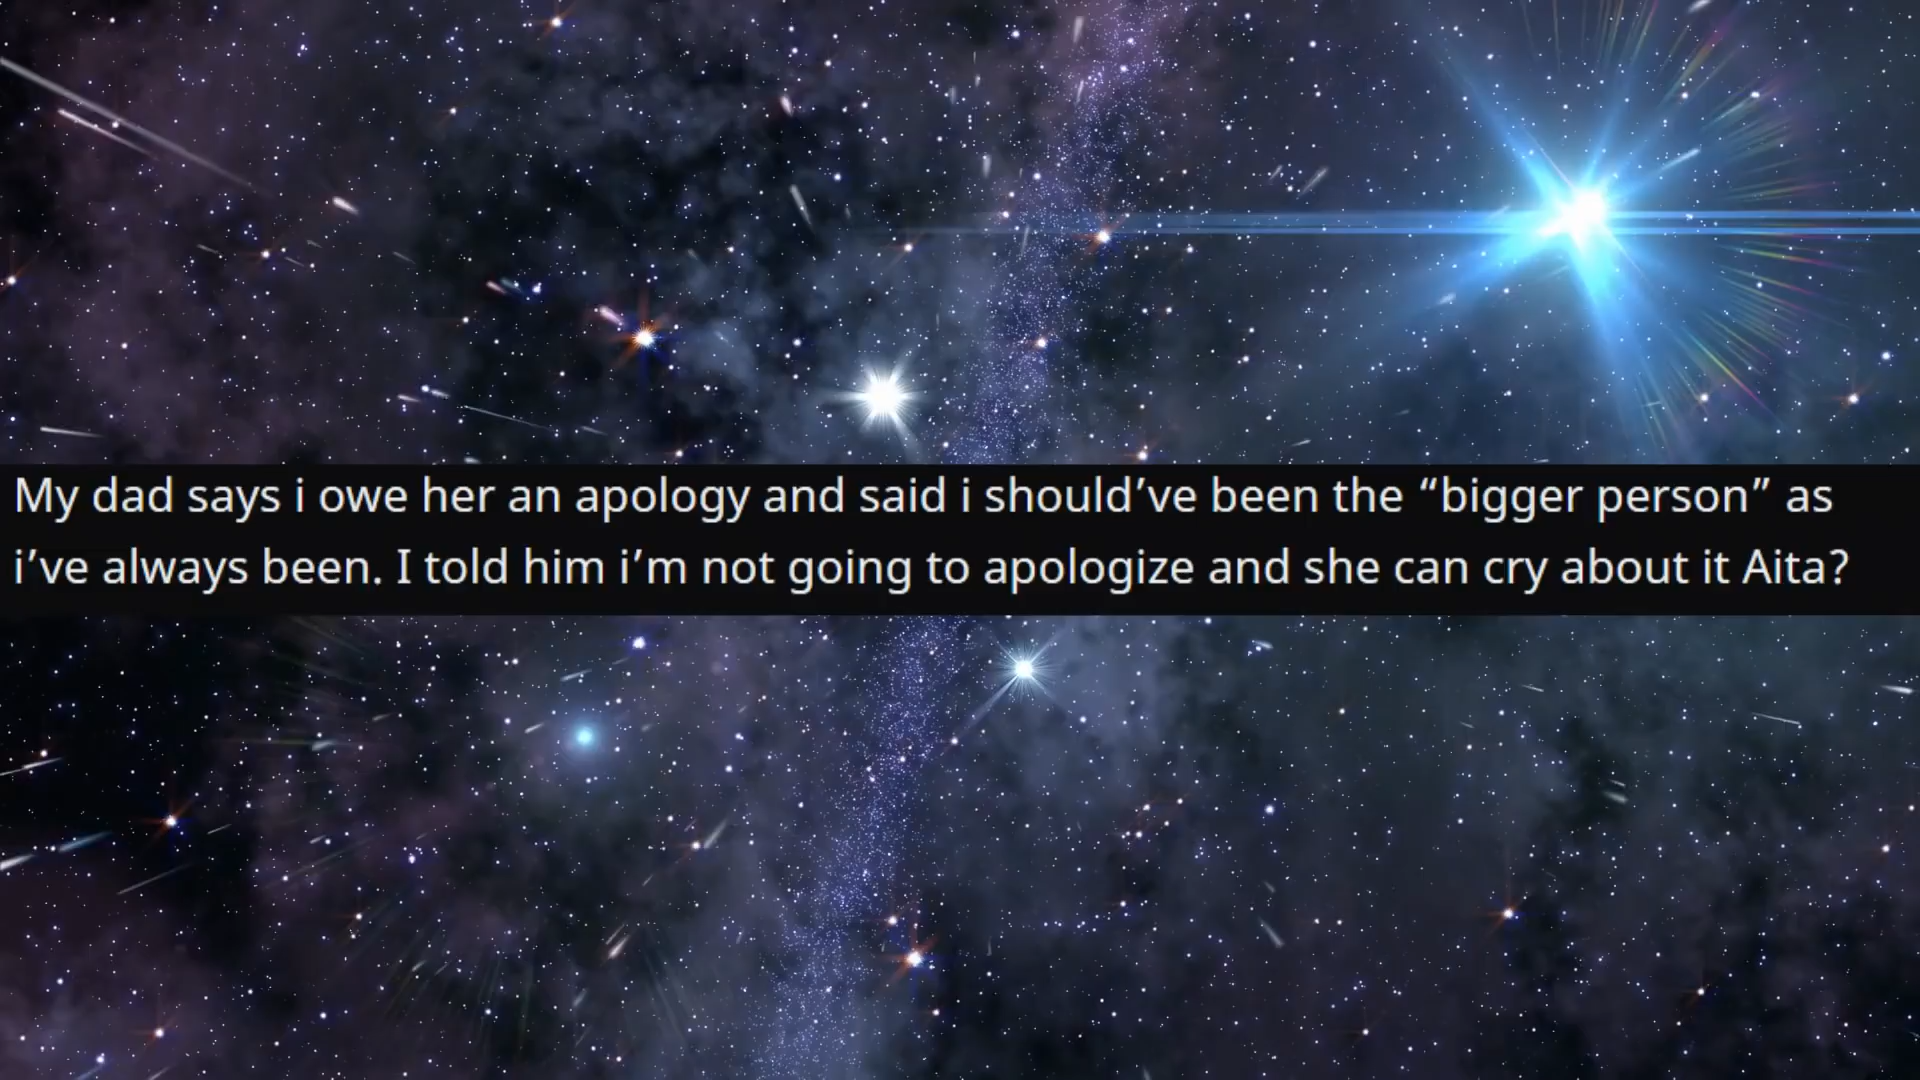 My dad says i owe her an apology and said i should’ve been the “bigger person” as
i’ve always been. I told him i’m not going to apologize and she can cry about it Aita?